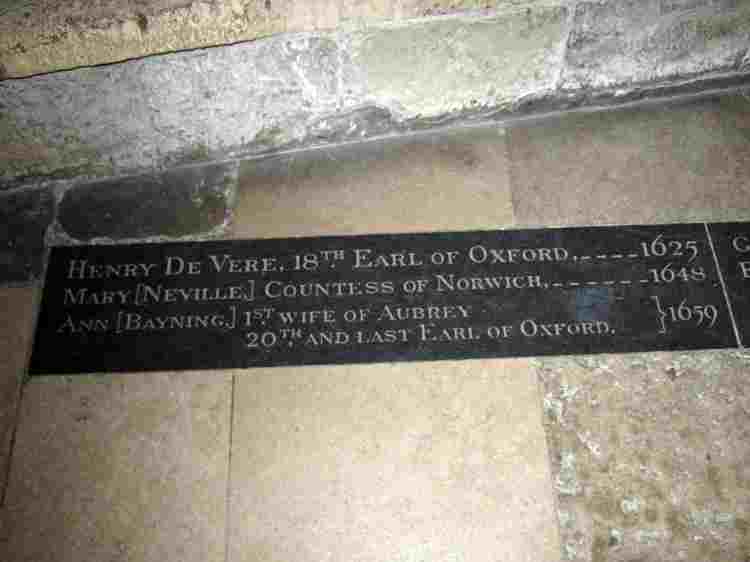 HENRY DE VERE, 18TH EARL OF OXFORD, ----1625
MARY [NEVILLE,] COUNTESS OF NORWICH, ------1648
ANN [BAYNING,] 1ST WIFE OF AUBREY
20TH AND LAST EARL OF OXFORD, }1659